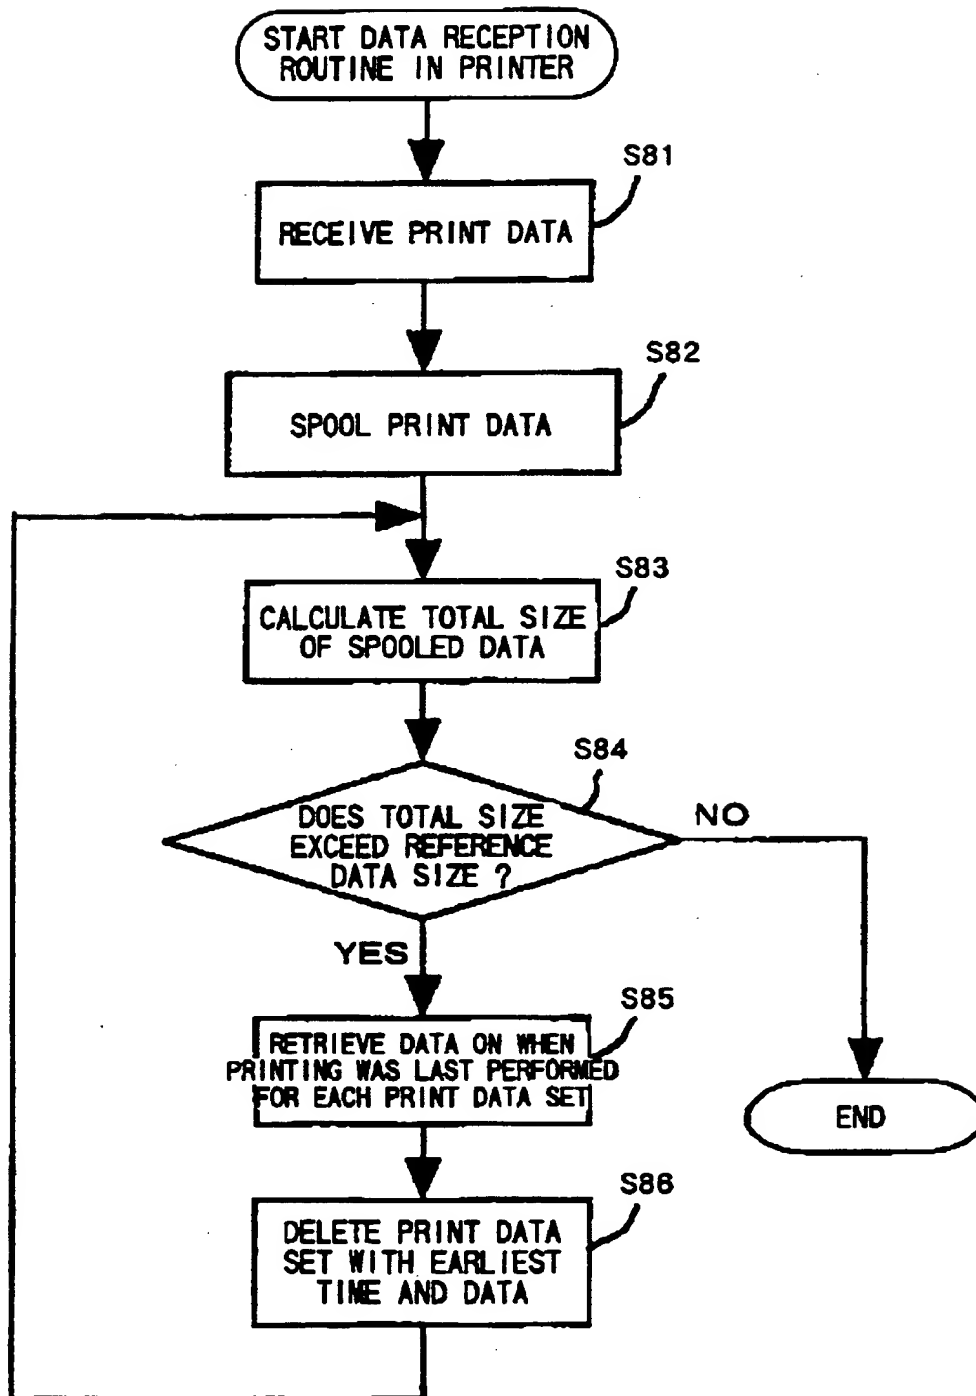 START DATA RECEPTION
ROUTINE IN PRINTER
S81
RECEIVE PRINT DATA
S82
SPOOL PRINT DATA
S83
CALCULATE TOTAL SIZE
OF SPOOLED DATA
S84
DOES TOTAL SIZE
EXCEED REFERENCE
DATA SIZE ?
NO
YES
S85
RETRIEVE DATA ON WHEN
PRINTING WAS LAST PERFORMED
FOR EACH PRINT DATA SET
END
S86
DELETE PRINT DATA
SET WITH EARLIEST
TIME AND DATA